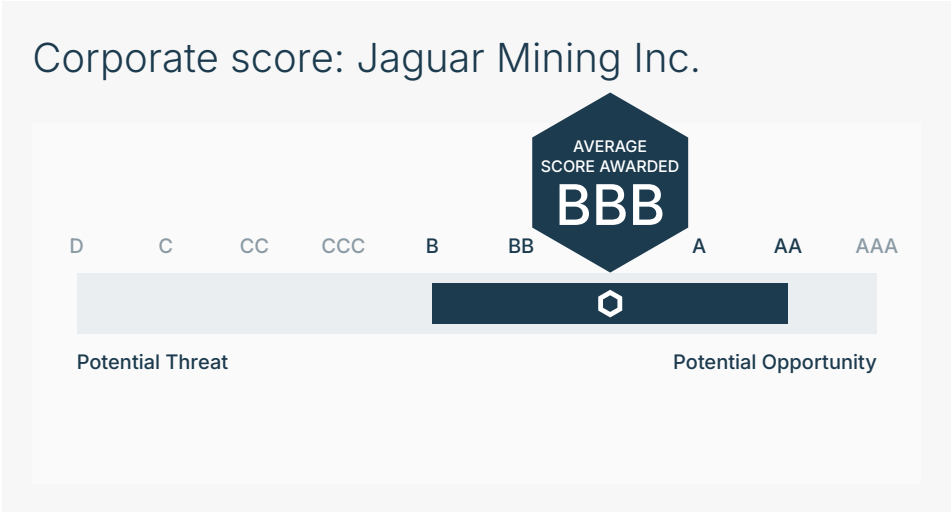 Corporate score: Jaguar Mining Inc.
AVERAGE
SCORE AWARDED
BBB
D C CC CCC B BB A AA AAA
Potential Threat Potential Opportunity